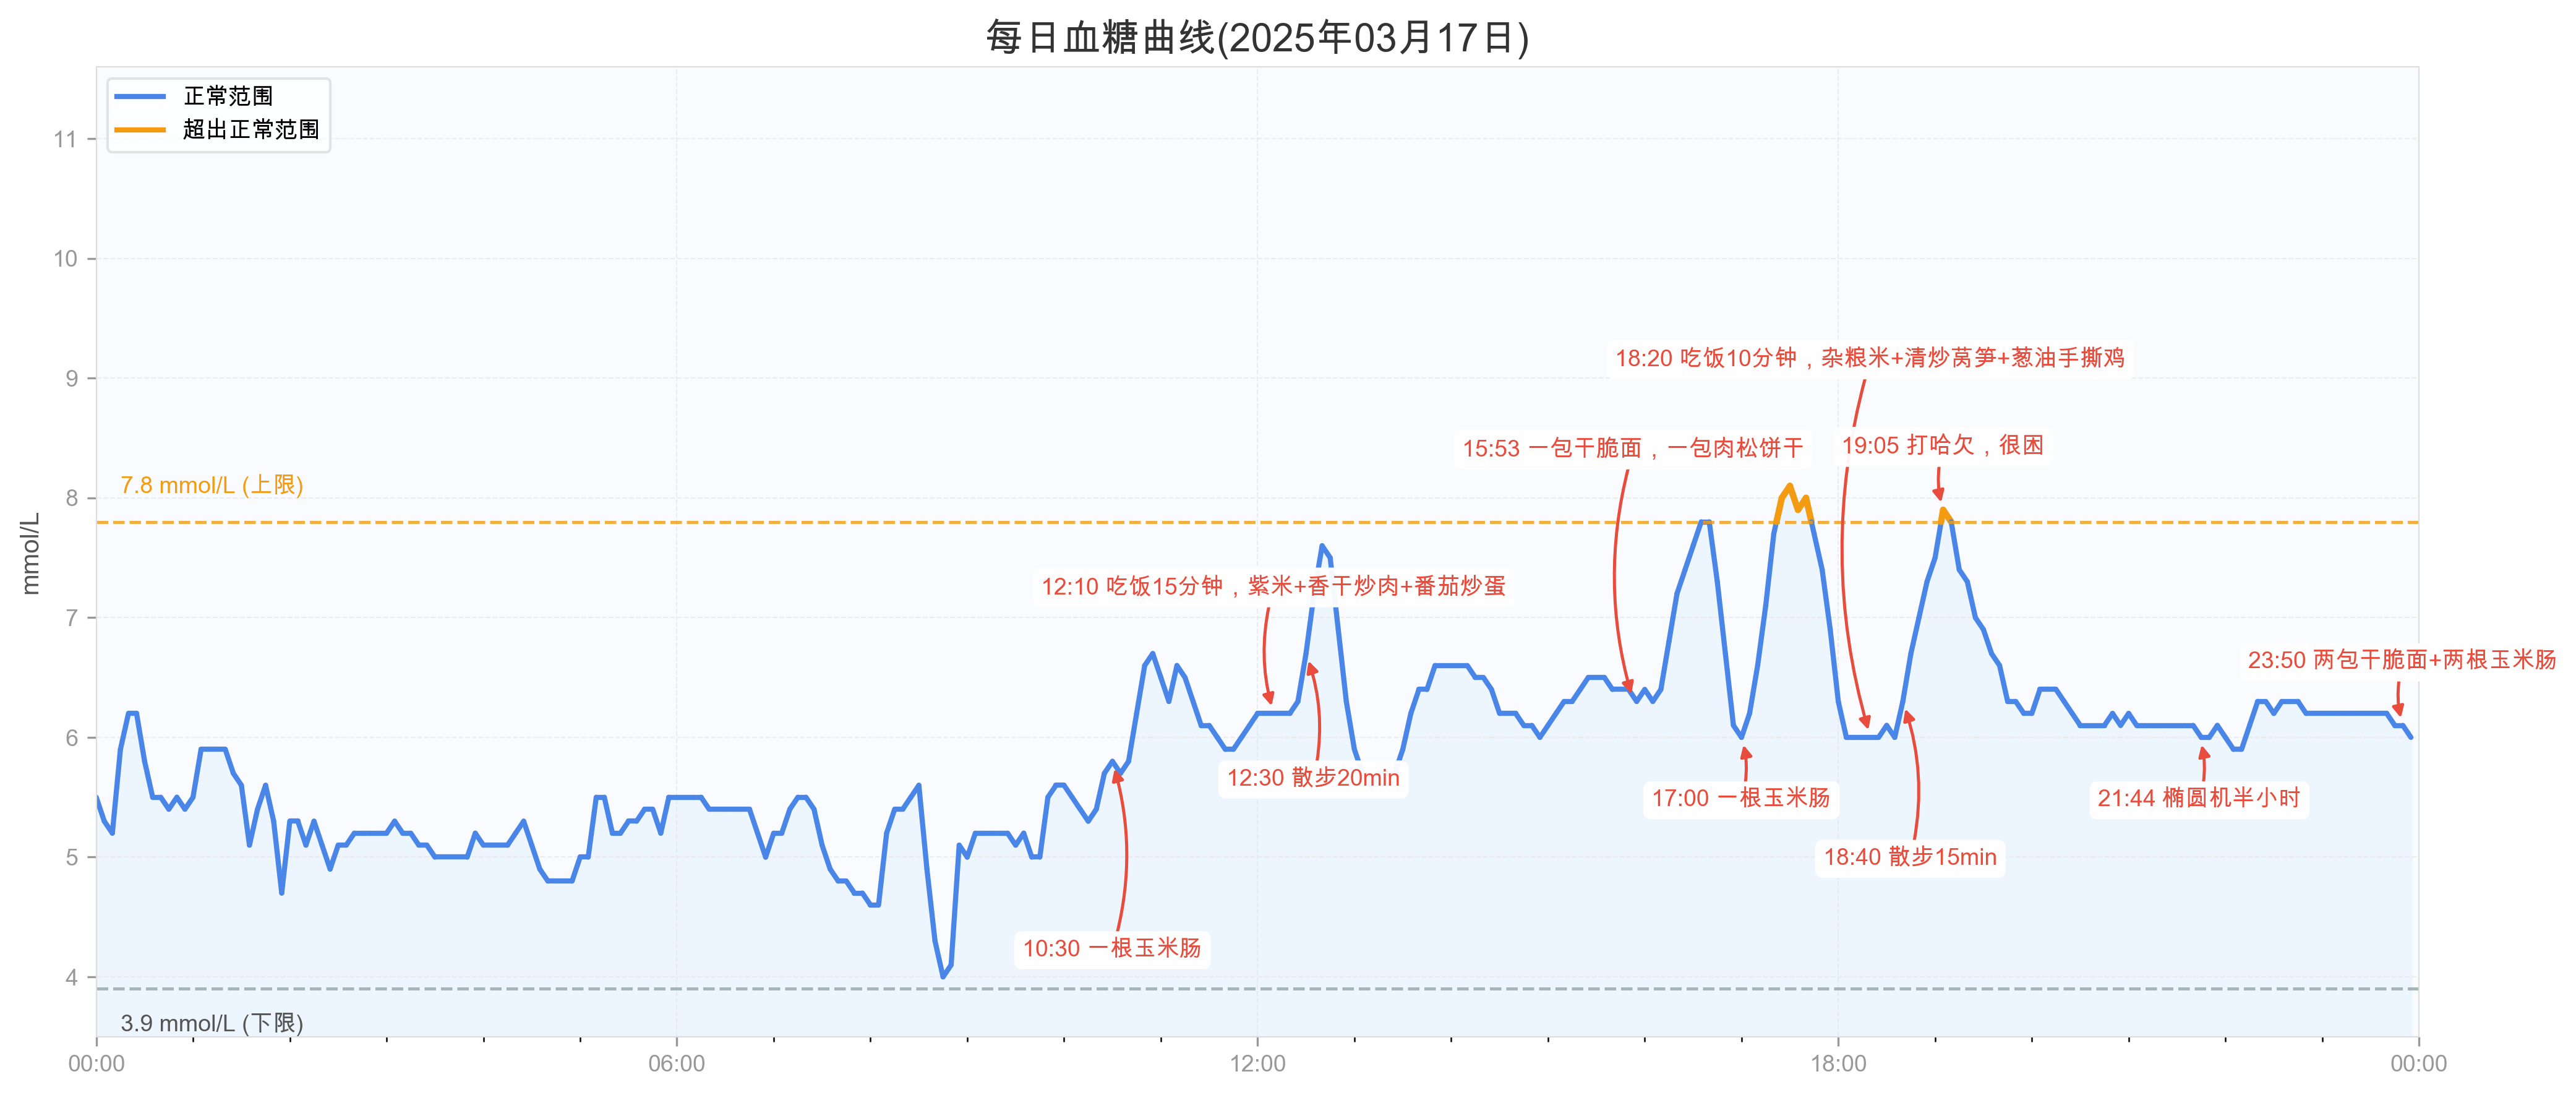 每日血糖曲线(2025年03月17日)
正常范围
超出正常范围
mmol/L
11
10
9
8
7
6
5
4
7.8 mmol/L (上限)
3.9 mmol/L (下限)
18:20 吃饭10分钟，杂粮米+清炒莴笋+葱油手撕鸡
15:53 一包干脆面，一包肉松饼干
19:05 打哈欠，很困
12:10 吃饭15分钟，紫米+香干炒肉+番茄炒蛋
23:50 两包干脆面+两根玉米肠
12:30 散步20min
17:00 一根玉米肠
21:44 椭圆机半小时
18:40 散步15min
10:30 一根玉米肠
00:00
06:00
12:00
18:00
00:00